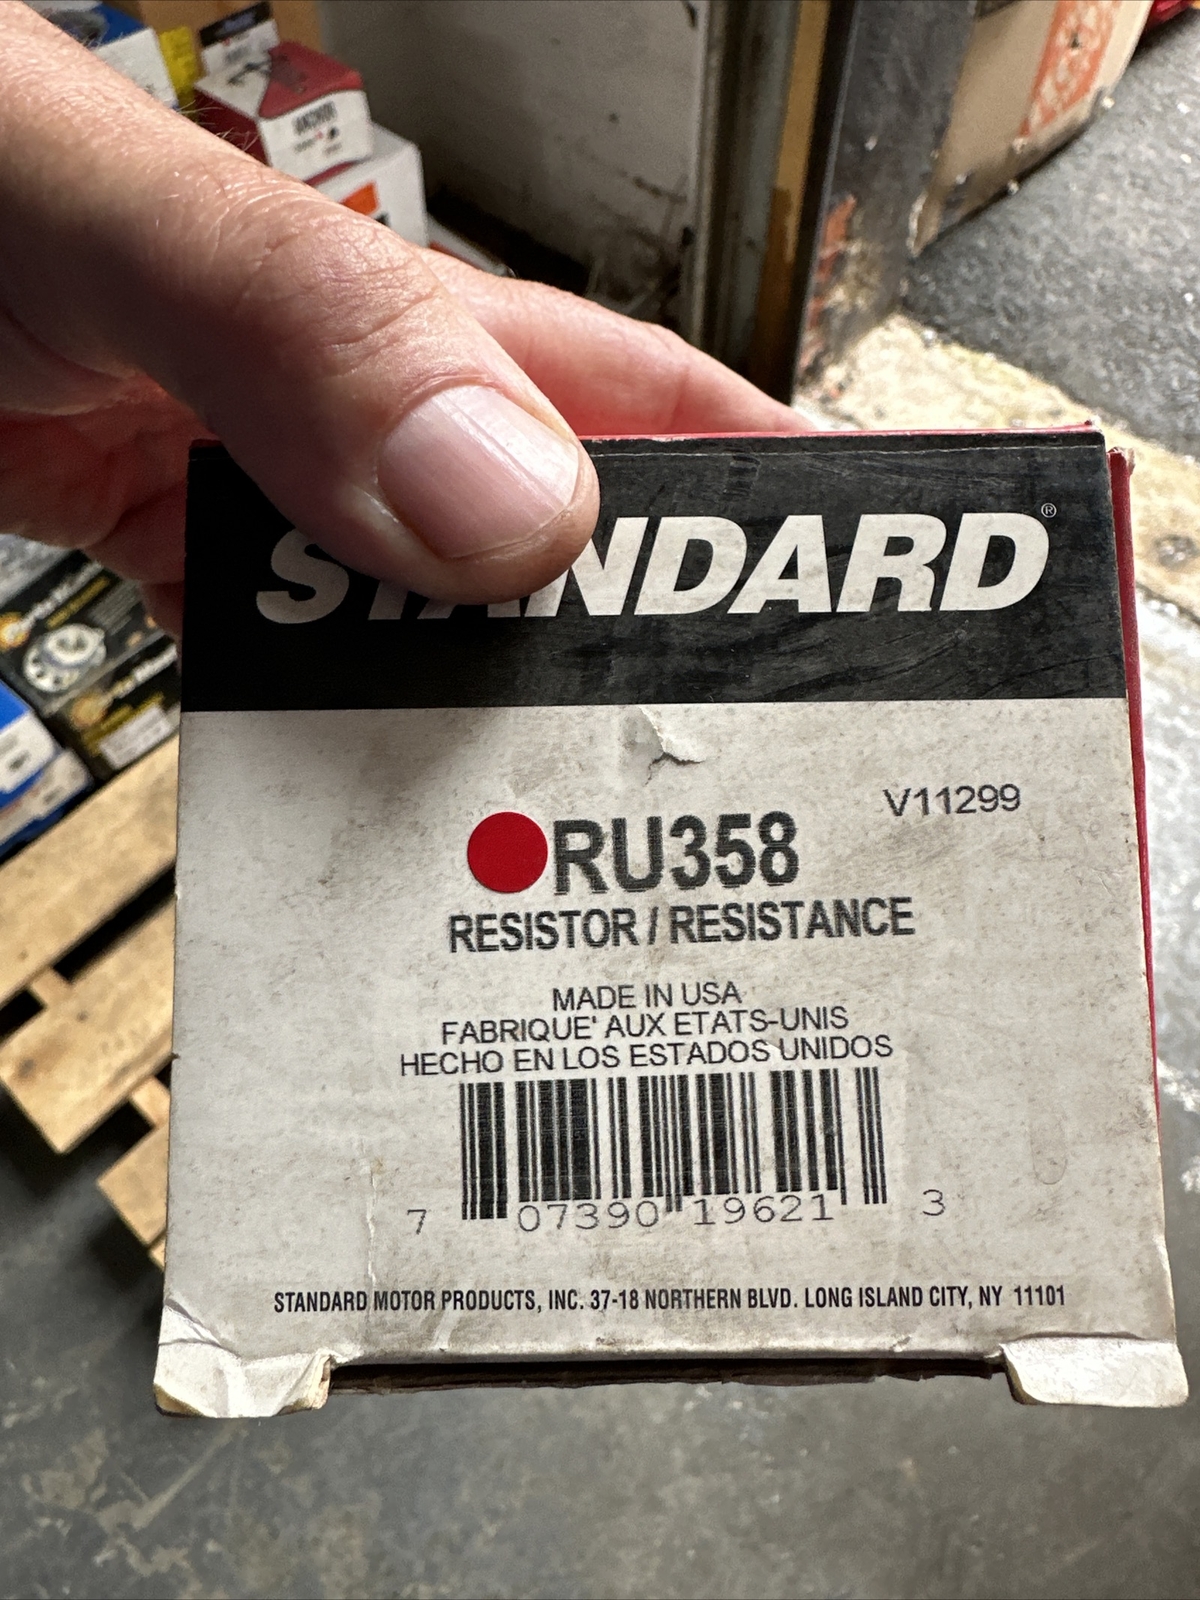 STANDARD®
V11299
RU358
RESISTOR / RESISTANCE
MADE IN USA
FABRIQUE' AUX ETATS-UNIS
HECHO EN LOS ESTADOS UNIDOS
7 07390 19621 3
STANDARD MOTOR PRODUCTS, INC. 37-18 NORTHERN BLVD. LONG ISLAND CITY, NY 11101